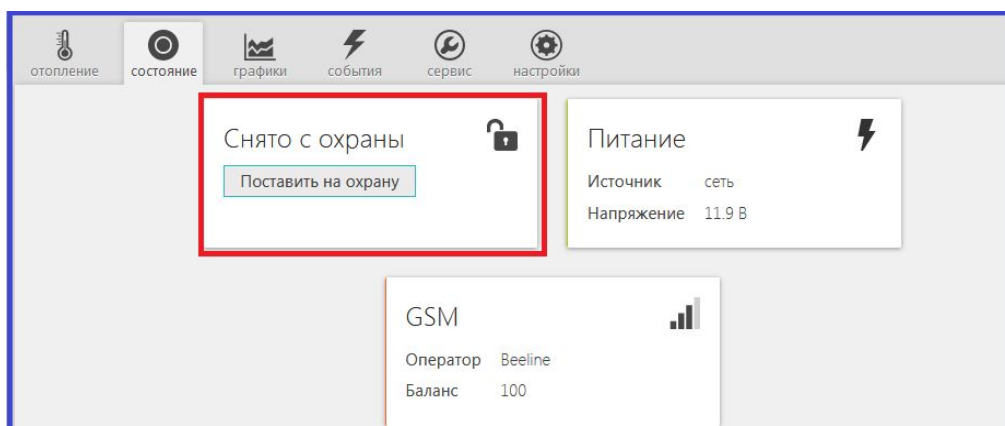 отопление состояние графики события сервис настройки
Снято с охраны
Поставить на охрану
Питание
Источник сеть
Напряжение 11.9 В
GSM
Оператор Beeline
Баланс 100